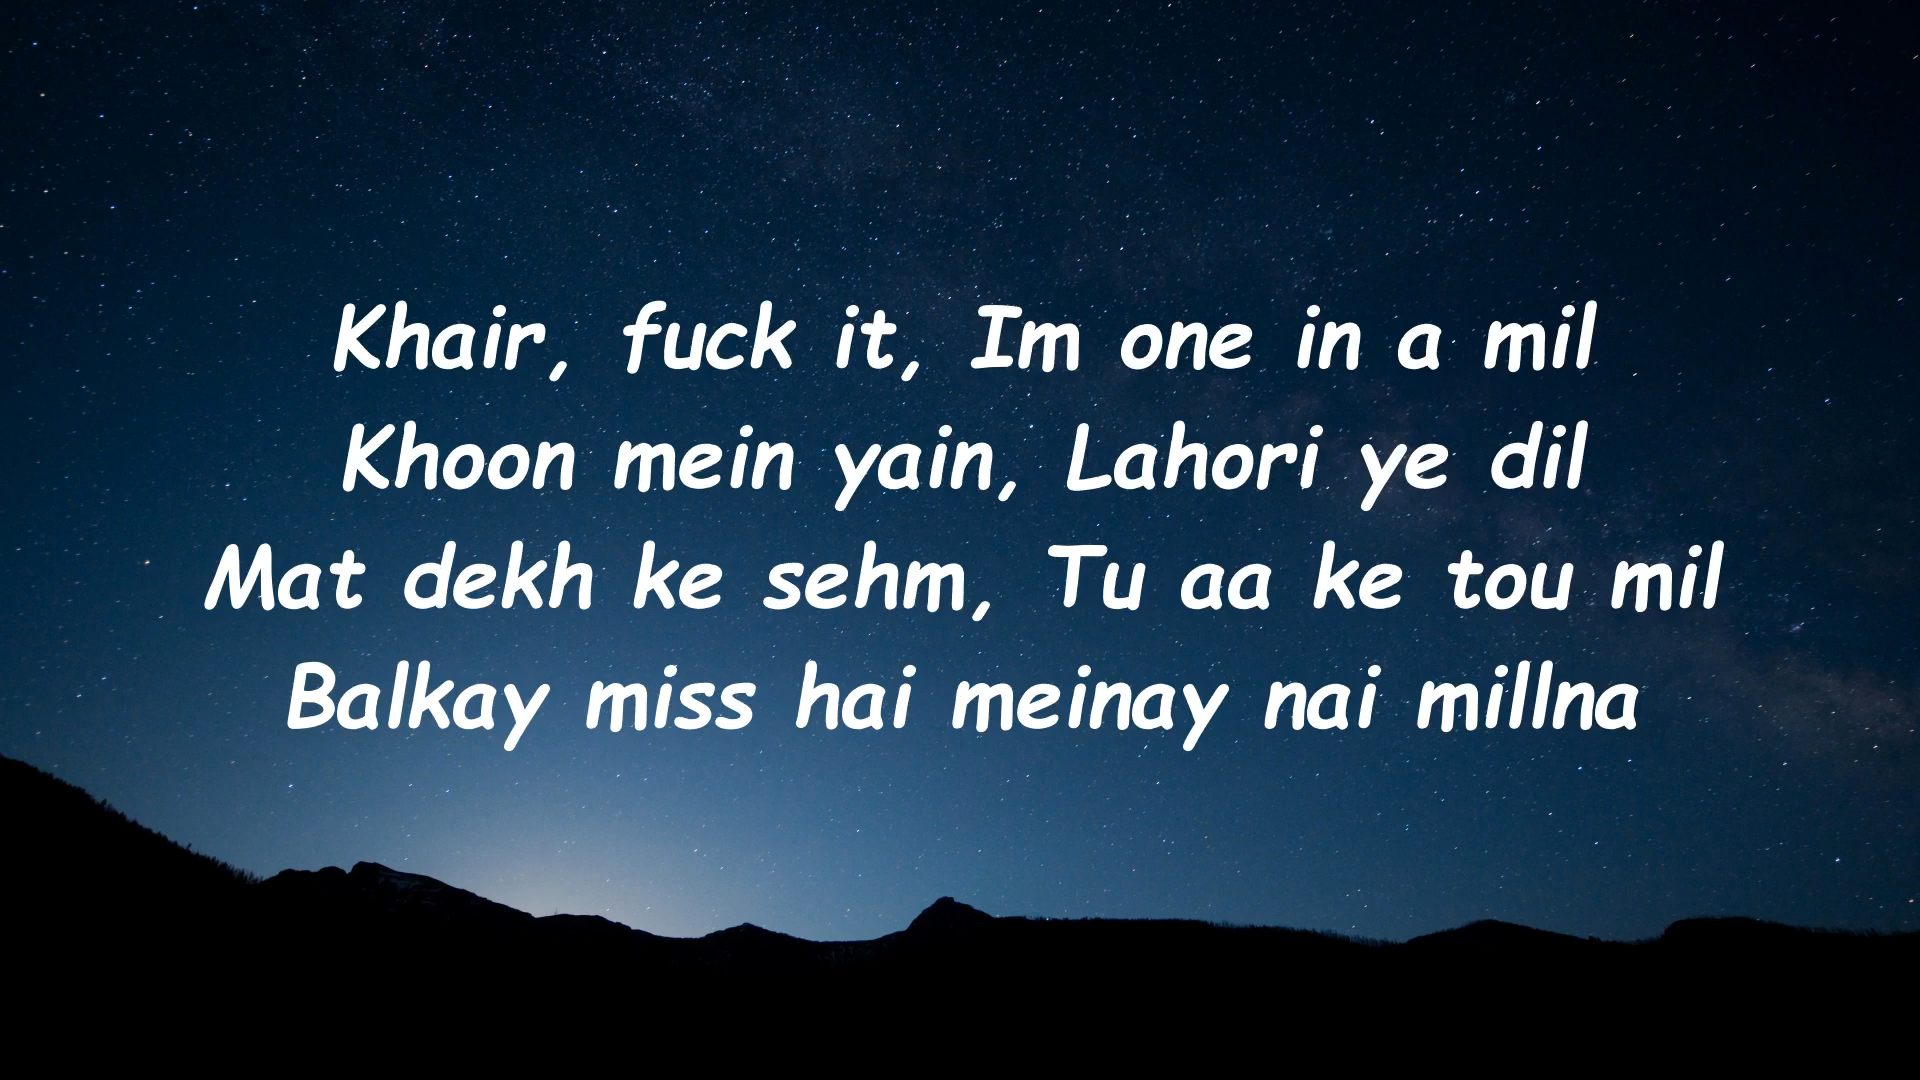 Khair, fuck it, Im one in a mil
Khoon mein yain, Lahori ye dil
Mat dekh ke sehm, Tu aa ke tou mil
Balkay miss hai meinay nai millna